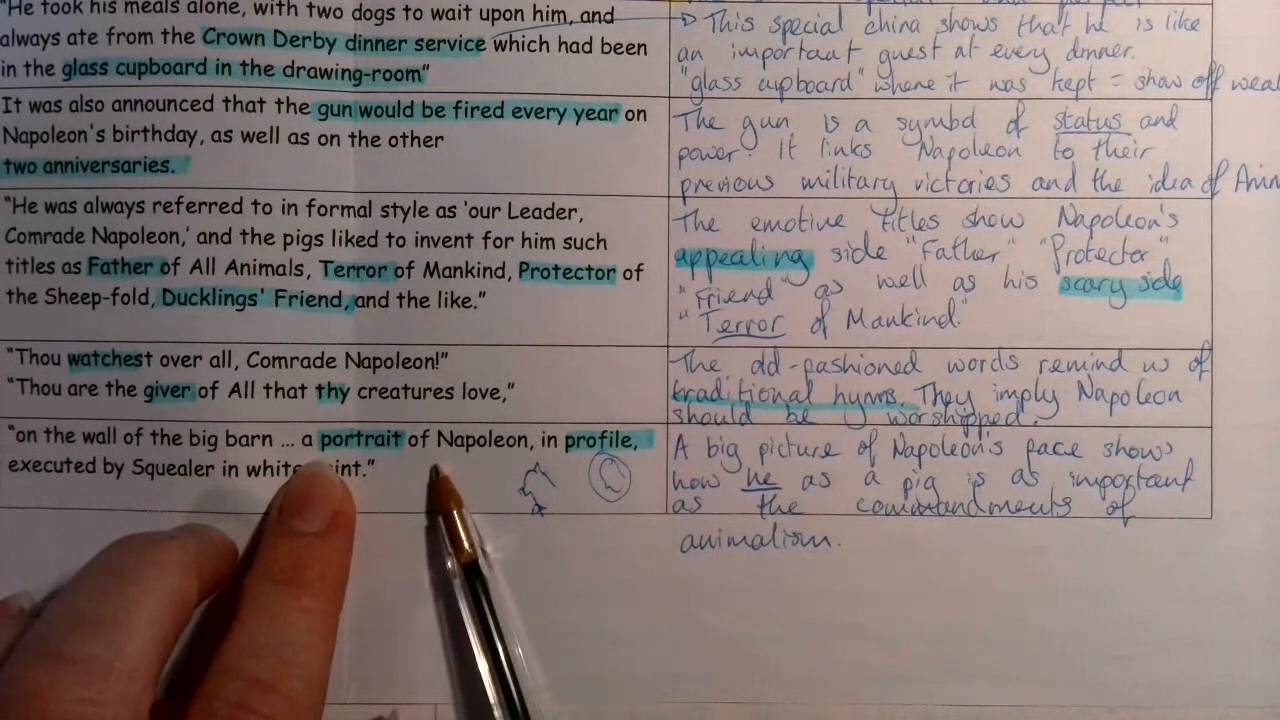 "He took his meals alone, with two dogs to wait upon him, and
always ate from the Crown Derby dinner service which had been
in the glass cupboard in the drawing-room"
This special china shows that he is like
an important guest at every dinner.
"glass cupboard" where it was kept = show off weal
It was also announced that the gun would be fired every year on
Napoleon's birthday, as well as on the other
two anniversaries.
The gun is a symbol of status and
power. It links Napoleon to their
previous military victories and the idea of Anim
"He was always referred to in formal style as 'our Leader,
Comrade Napoleon,' and the pigs liked to invent for him such
titles as Father of All Animals, Terror of Mankind, Protector of
the Sheep-fold, Ducklings' Friend, and the like."
The emotive titles show Napoleon's
appealing side "Father" "Protector"
"Friend" as well as his scary side
"Terror of Mankind."
"Thou watchest over all, Comrade Napoleon!"
"Thou are the giver of All that thy creatures love,"
The old-fashioned words remind us of
traditional hymns. They imply Napoleon
should be worshipped.
"on the wall of the big barn ... a portrait of Napoleon, in profile,
executed by Squealer in white int."
A big picture of Napoleon's face shows
how he as a pig is as important
as the commandments of
animalism.